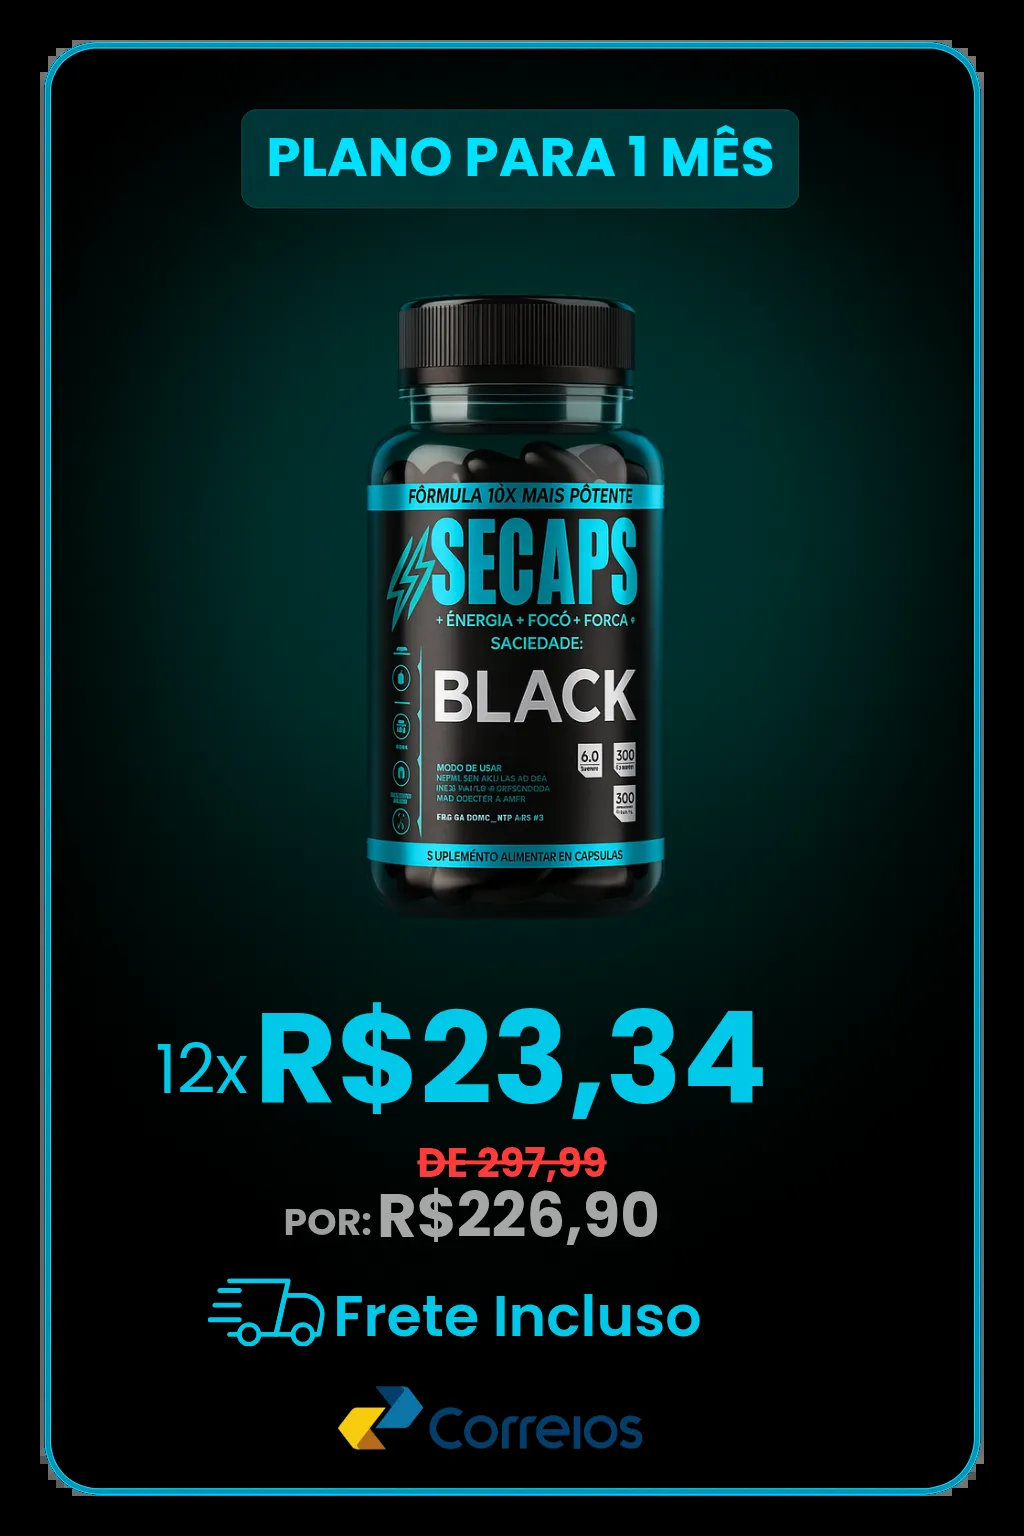 PLANO PARA 1 MÊS
FÔRMULA 10X MAIS PÔTENTE
SECAPS
+ ÉNERGIA + FOCÓ + FORCA +
SACIEDADE:
BLACK
6.0
300
MODO DE USAR
300
SUPLEMÉNTO ALIMENTAR EN CAPSULAS
12x R$23,34
DE 297,99
POR: R$226,90
Frete Incluso
Correios